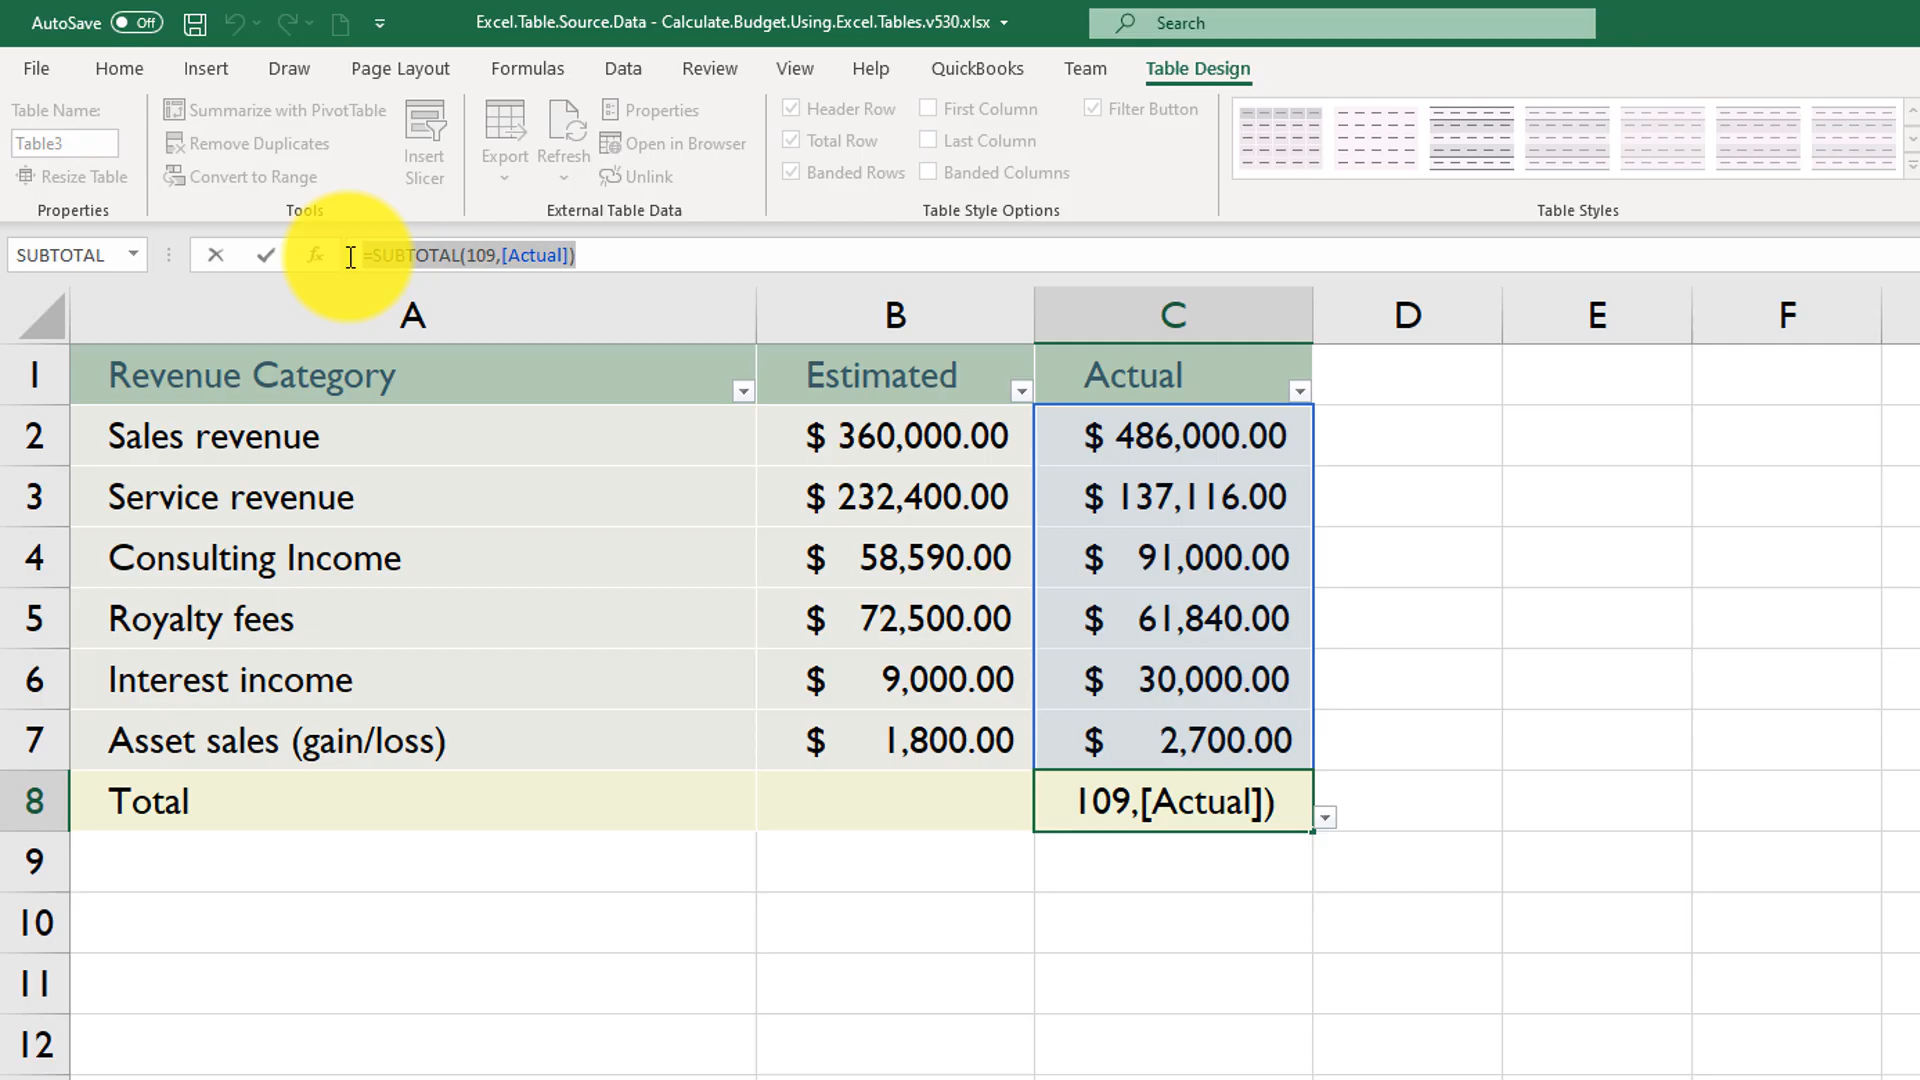 AutoSave Off Excel.Table.Source.Data - Calculate.Budget.Using.Excel.Tables.v530.xlsx Search
File Home Insert Draw Page Layout Formulas Data Review View Help QuickBooks Team Table Design
Table Name:
Table3
Resize Table
Properties
Summarize with PivotTable
Remove Duplicates
Convert to Range
Insert
Slicer
Tools
Export
Refresh
Properties
Open in Browser
Unlink
External Table Data
Header Row First Column Filter Button
Total Row Last Column
Banded Rows Banded Columns
Table Style Options
Table Styles
SUBTOTAL fx =SUBTOTAL(109,[Actual])
A B C D E F
1 Revenue Category Estimated Actual
2 Sales revenue $ 360,000.00 $ 486,000.00
3 Service revenue $ 232,400.00 $ 137,116.00
4 Consulting Income $ 58,590.00 $ 91,000.00
5 Royalty fees $ 72,500.00 $ 61,840.00
6 Interest income $ 9,000.00 $ 30,000.00
7 Asset sales (gain/loss) $ 1,800.00 $ 2,700.00
8 Total 109,[Actual])
9
10
11
12